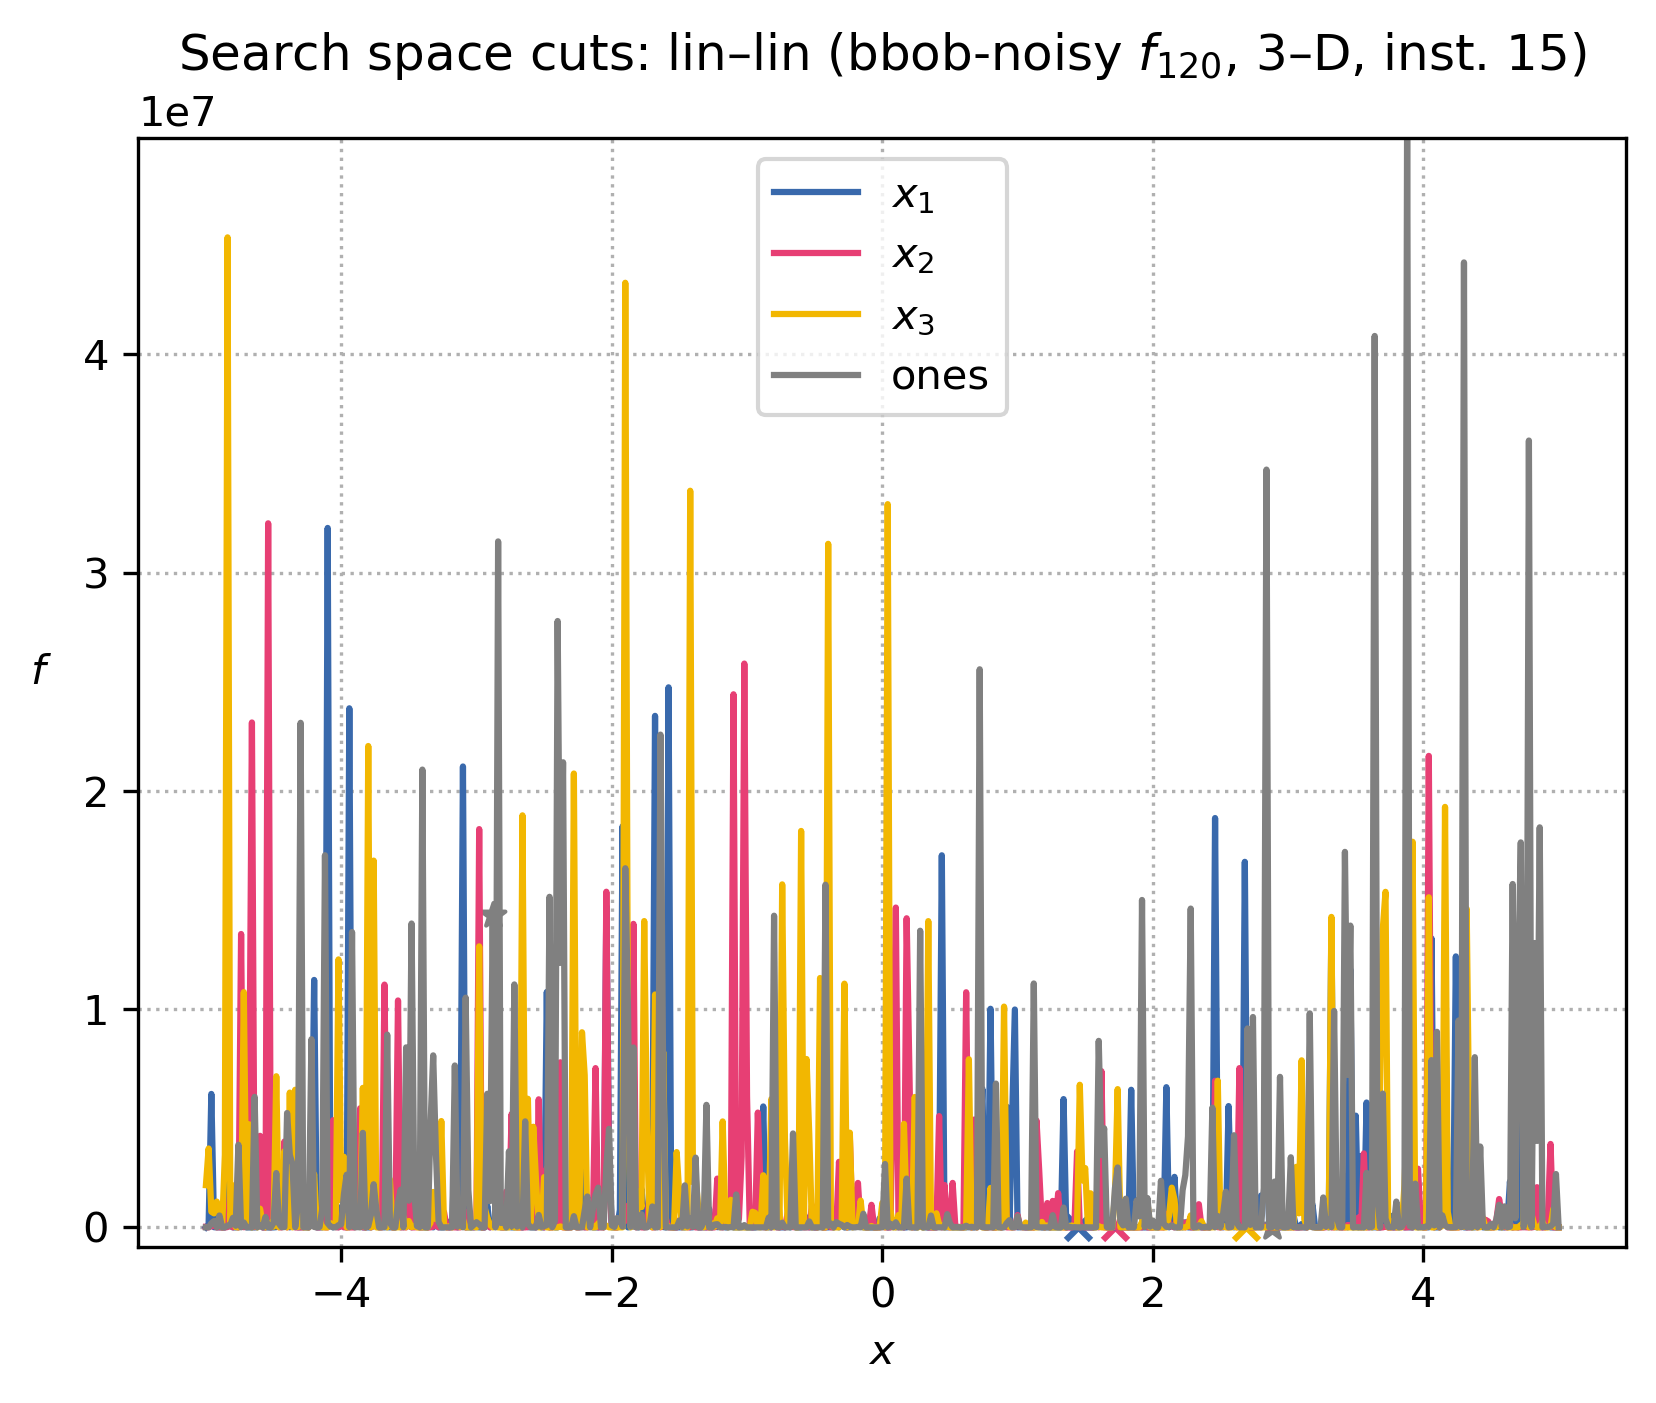 Search space cuts: lin–lin (bbob-noisy f₁₂₀, 3–D, inst. 15)
1e7
x₁
x₂
x₃
ones
4
3
2
1
0
f
−4
−2
0
2
4
x